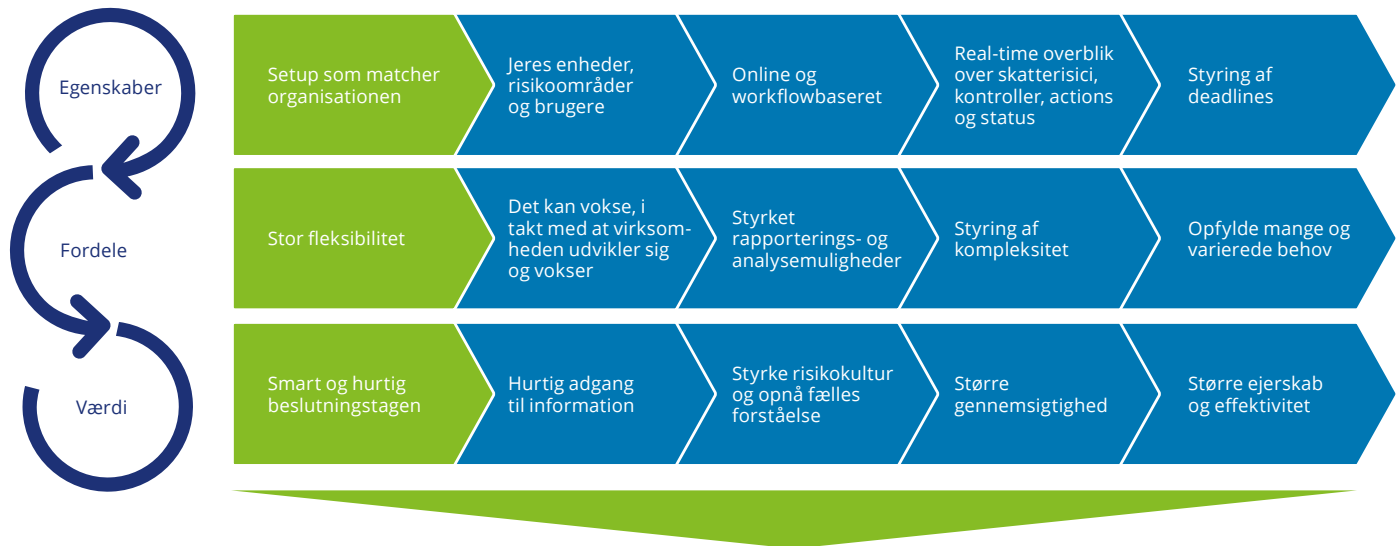 Egenskaber
Setup som matcher
organisationen
Jeres enheder,
risikoområder
og brugere
Online og
workflowbaseret
Real-time overblik
over skatterisici,
kontroller, actions
og status
Styring af
deadlines
Fordele
Stor fleksibilitet
Det kan vokse, i
takt med at virksom-
heden udvikler sig
og vokser
Styrket
rapporterings- og
analysemuligheder
Styring af
kompleksitet
Opfylde mange og
varierede behov
Værdi
Smart og hurtig
beslutningstagen
Hurtig adgang
til information
Styrke risikokultur
og opnå fælles
forståelse
Større
gennemsigtighed
Større ejerskab
og effektivitet